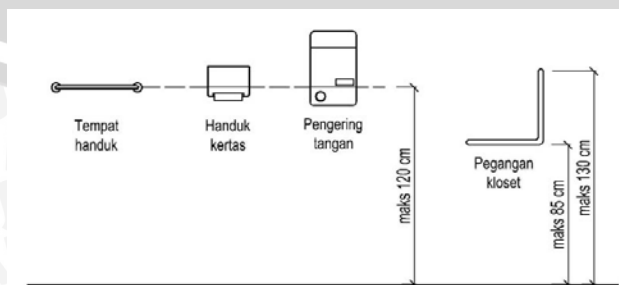 Tempat
handuk
Handuk
kertas
Pengering
tangan
maks 120 cm
Pegangan
kloset
maks 85 cm
maks 130 cm